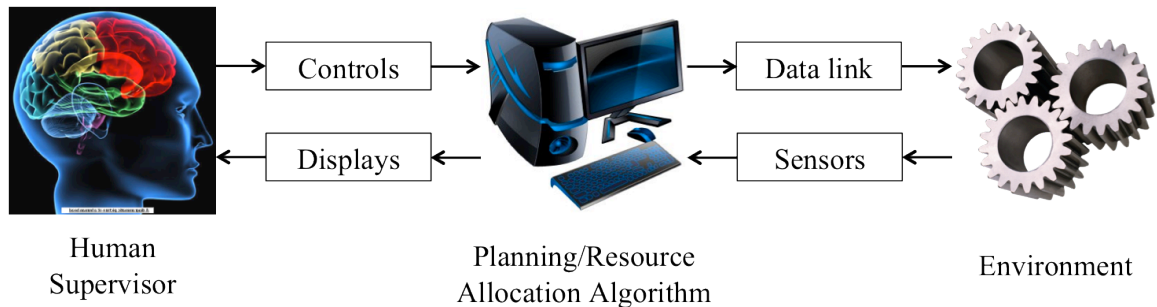 Controls
Data link
Displays
Sensors
Human
Supervisor
Planning/Resource
Allocation Algorithm
Environment